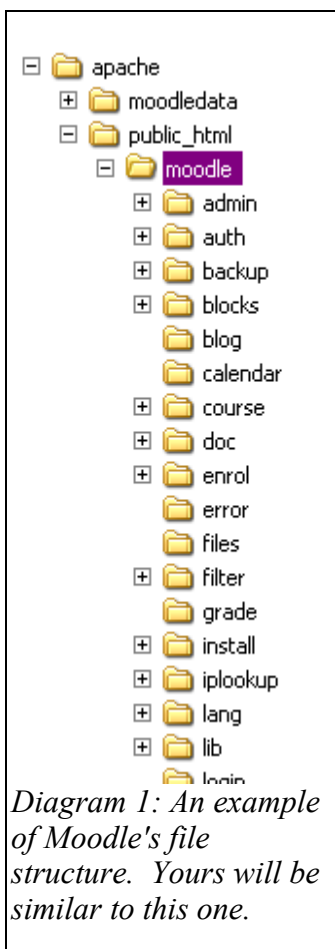 apache
moodledata
public_html
moodle
admin
auth
backup
blocks
blog
calendar
course
doc
enrol
error
files
filter
grade
install
iplookup
lang
lib
login
Diagram 1: An example
of Moodle's file
structure.  Yours will be
similar to this one.